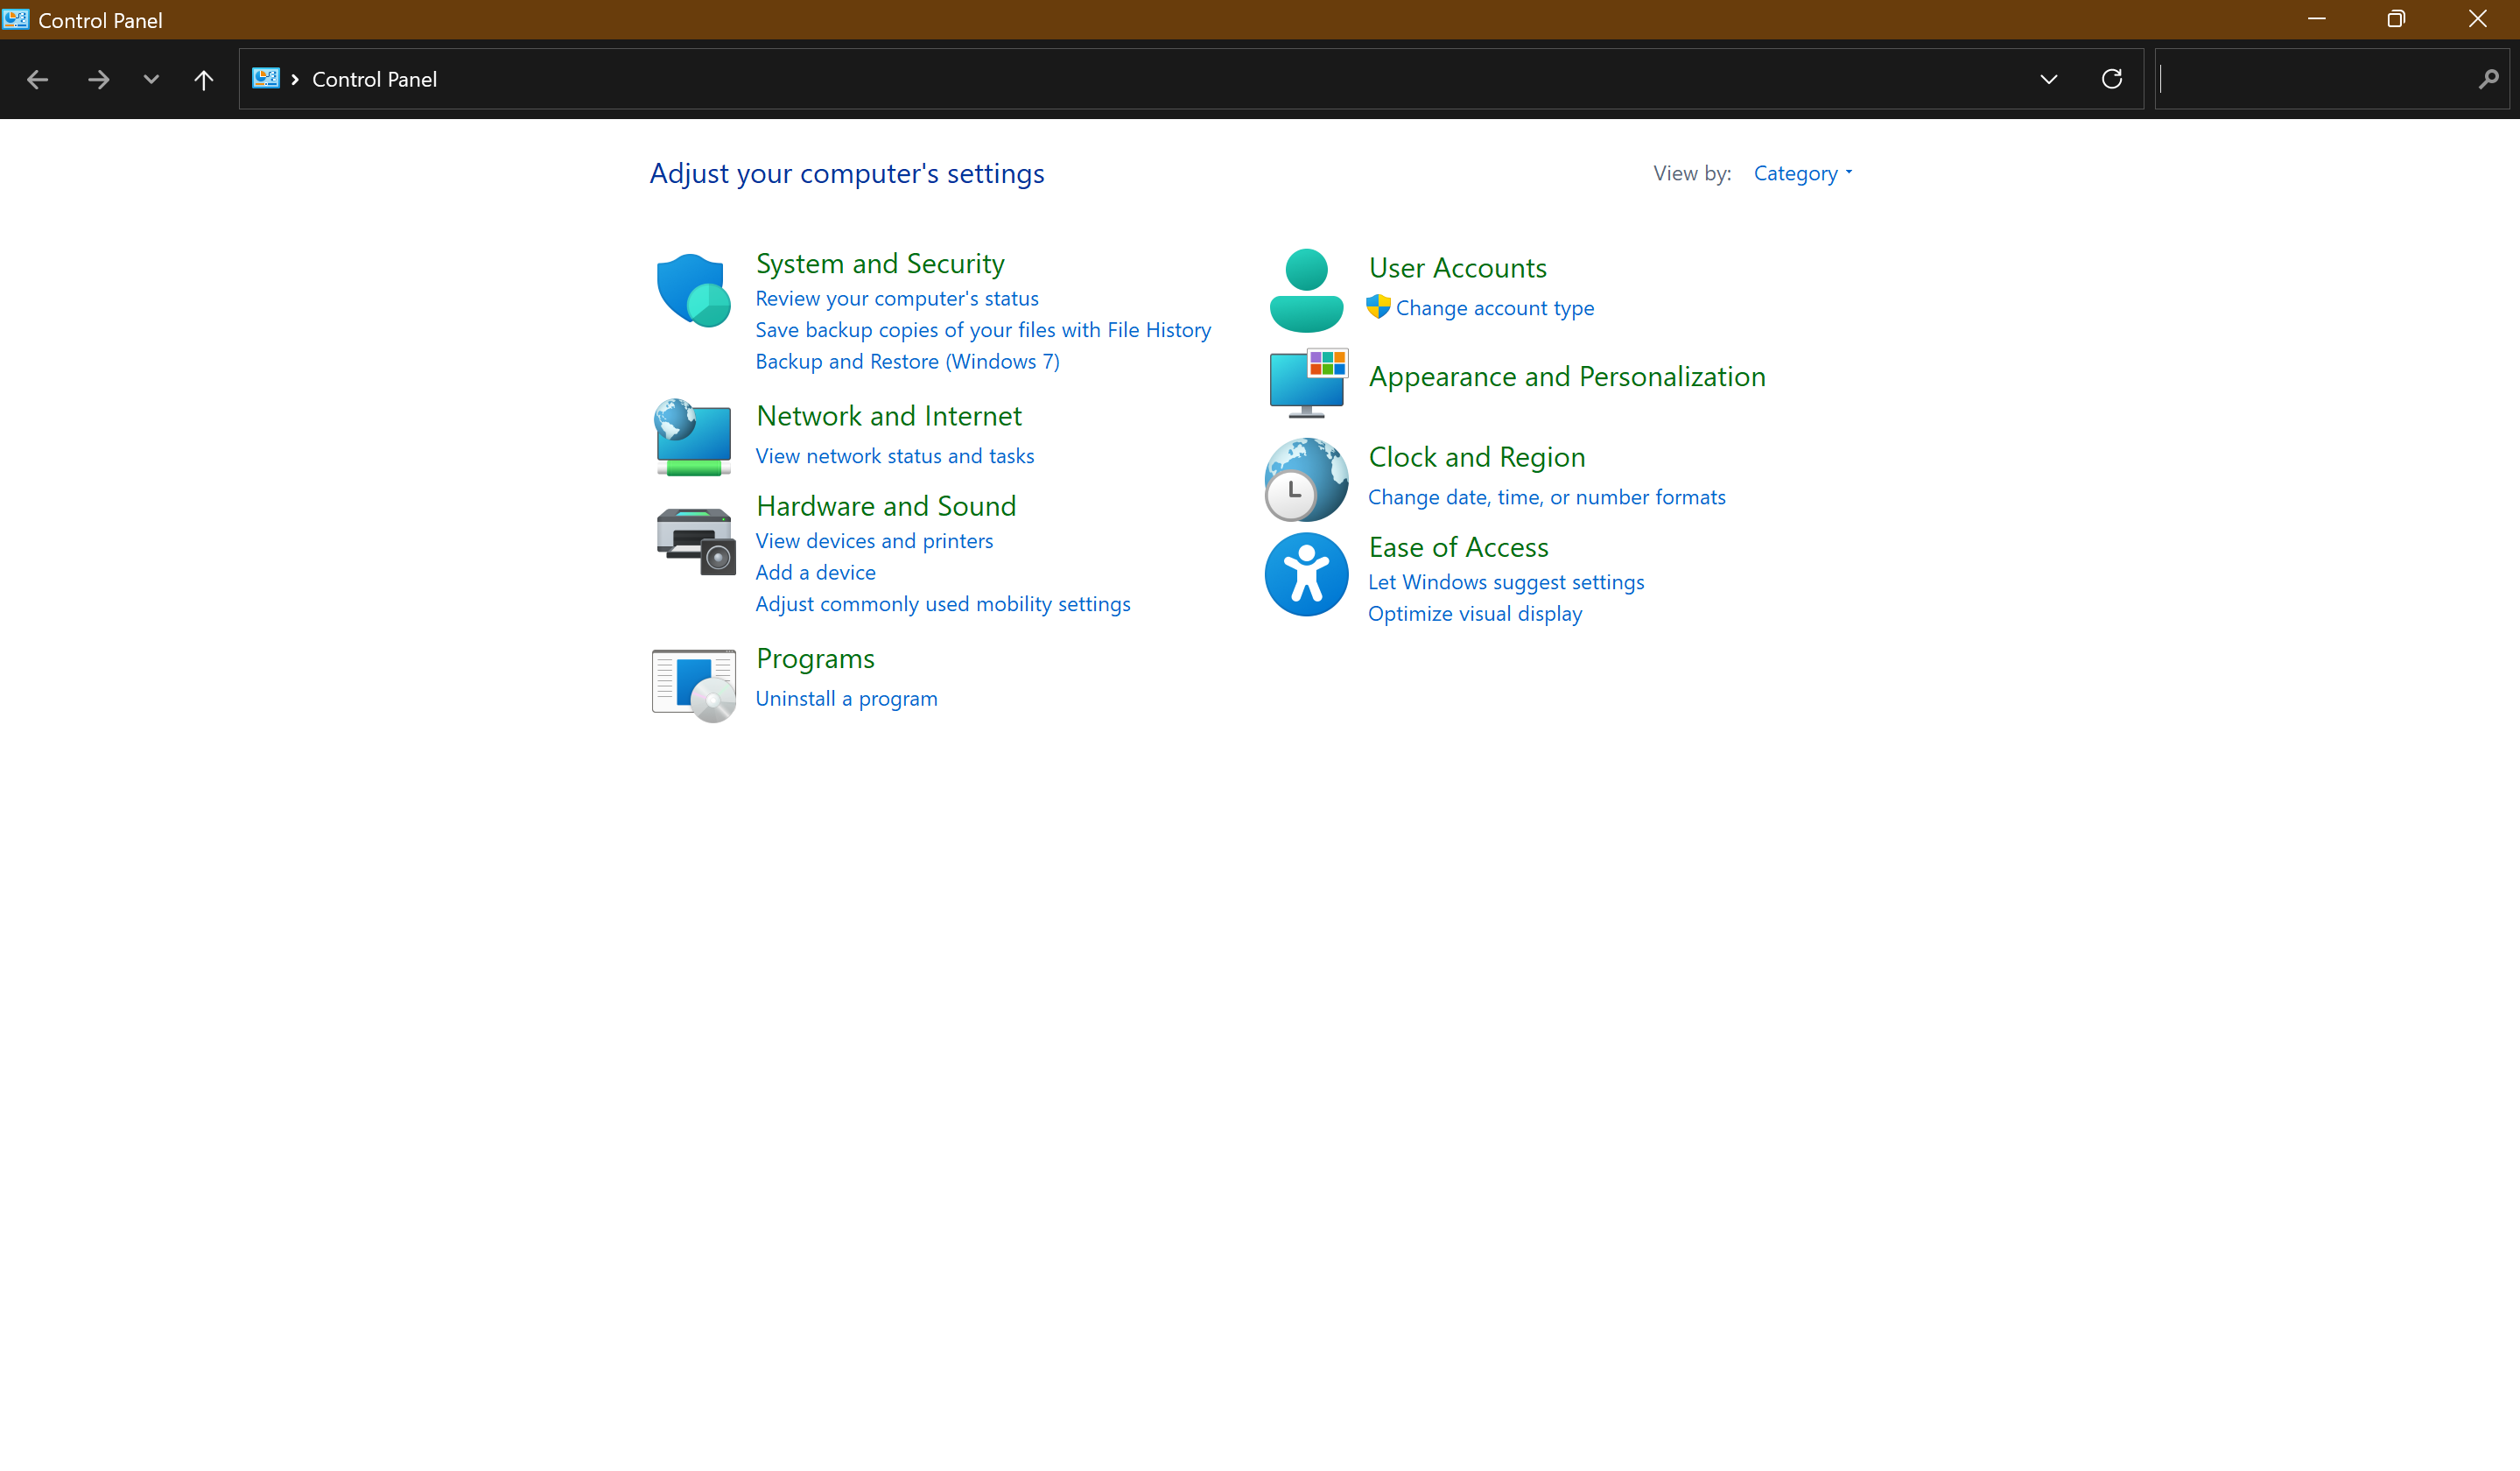 Control Panel
Control Panel
Adjust your computer's settings
View by: Category
System and Security
Review your computer's status
Save backup copies of your files with File History
Backup and Restore (Windows 7)
Network and Internet
View network status and tasks
Hardware and Sound
View devices and printers
Add a device
Adjust commonly used mobility settings
Programs
Uninstall a program
User Accounts
Change account type
Appearance and Personalization
Clock and Region
Change date, time, or number formats
Ease of Access
Let Windows suggest settings
Optimize visual display